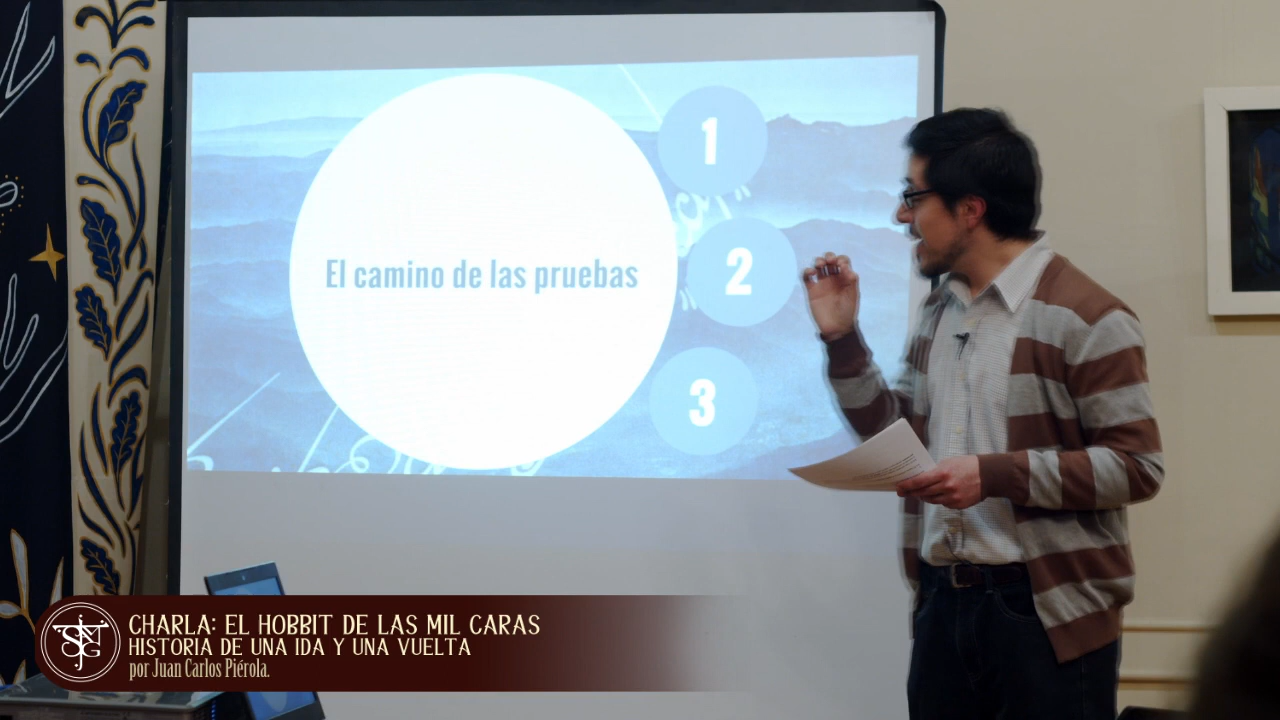 El camino de las pruebas
1
2
3
CHARLA: EL HOBBIT DE LAS MIL CARAS
HISTORIA DE UNA IDA Y UNA VUELTA
por Juan Carlos Piérola.